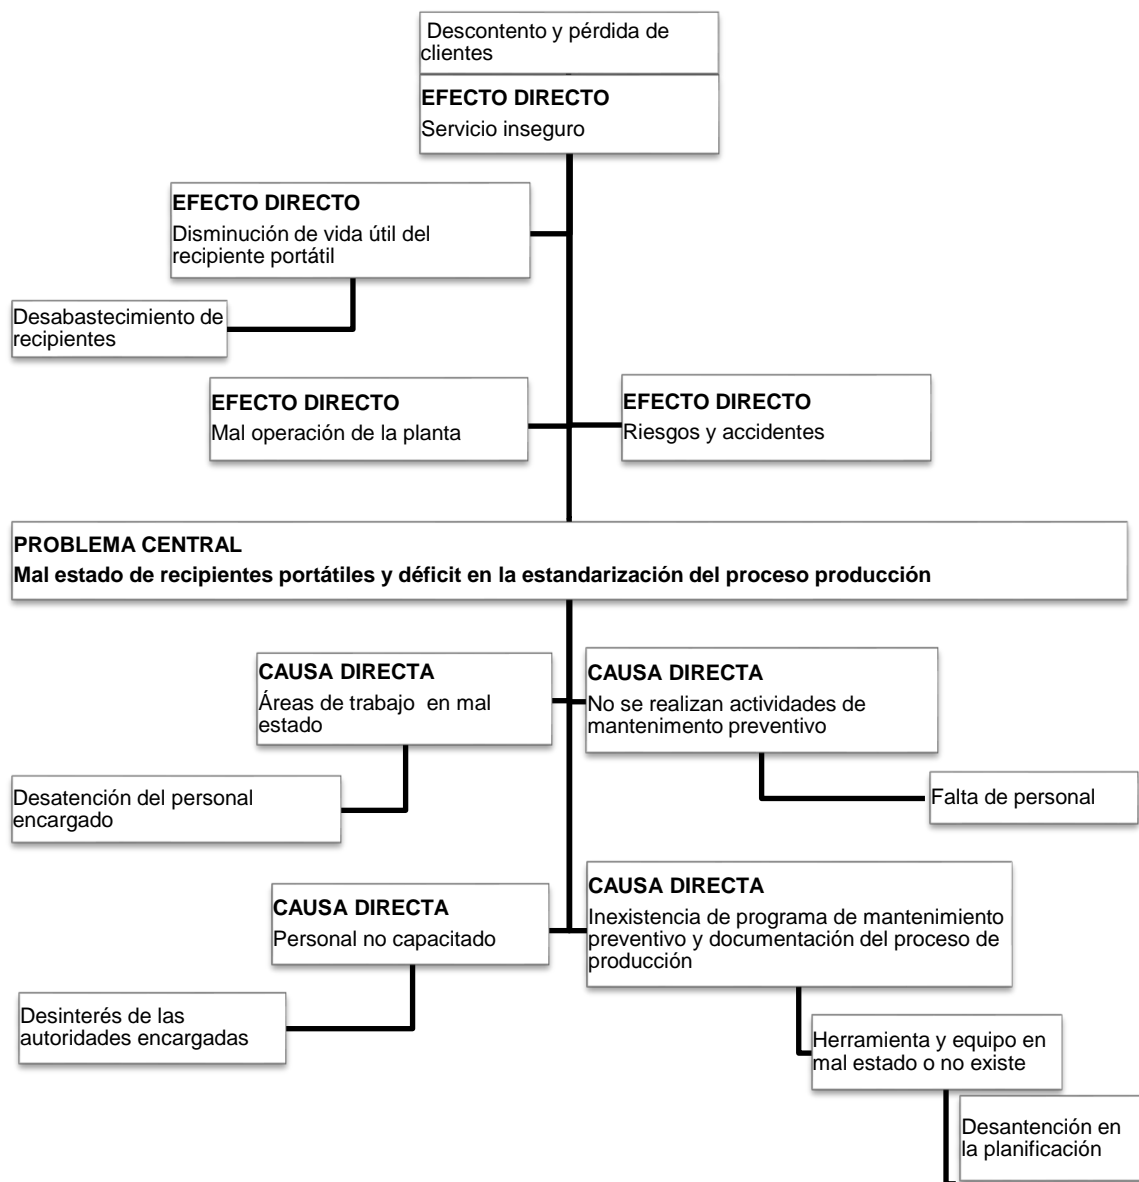 Descontento y pérdida de
clientes
EFECTO DIRECTO
Servicio inseguro
EFECTO DIRECTO
Disminución de vida útil del
recipiente portátil
Desabastecimiento de
recipientes
EFECTO DIRECTO
Mal operación de la planta
EFECTO DIRECTO
Riesgos y accidentes
PROBLEMA CENTRAL
Mal estado de recipientes portátiles y déficit en la estandarización del proceso producción
CAUSA DIRECTA
Áreas de trabajo en mal
estado
CAUSA DIRECTA
No se realizan actividades de
mantenimento preventivo
Desatención del personal
encargado
Falta de personal
CAUSA DIRECTA
Personal no capacitado
CAUSA DIRECTA
Inexistencia de programa de mantenimiento
preventivo y documentación del proceso de
producción
Desinterés de las
autoridades encargadas
Herramienta y equipo en
mal estado o no existe
Desantención en
la planificación